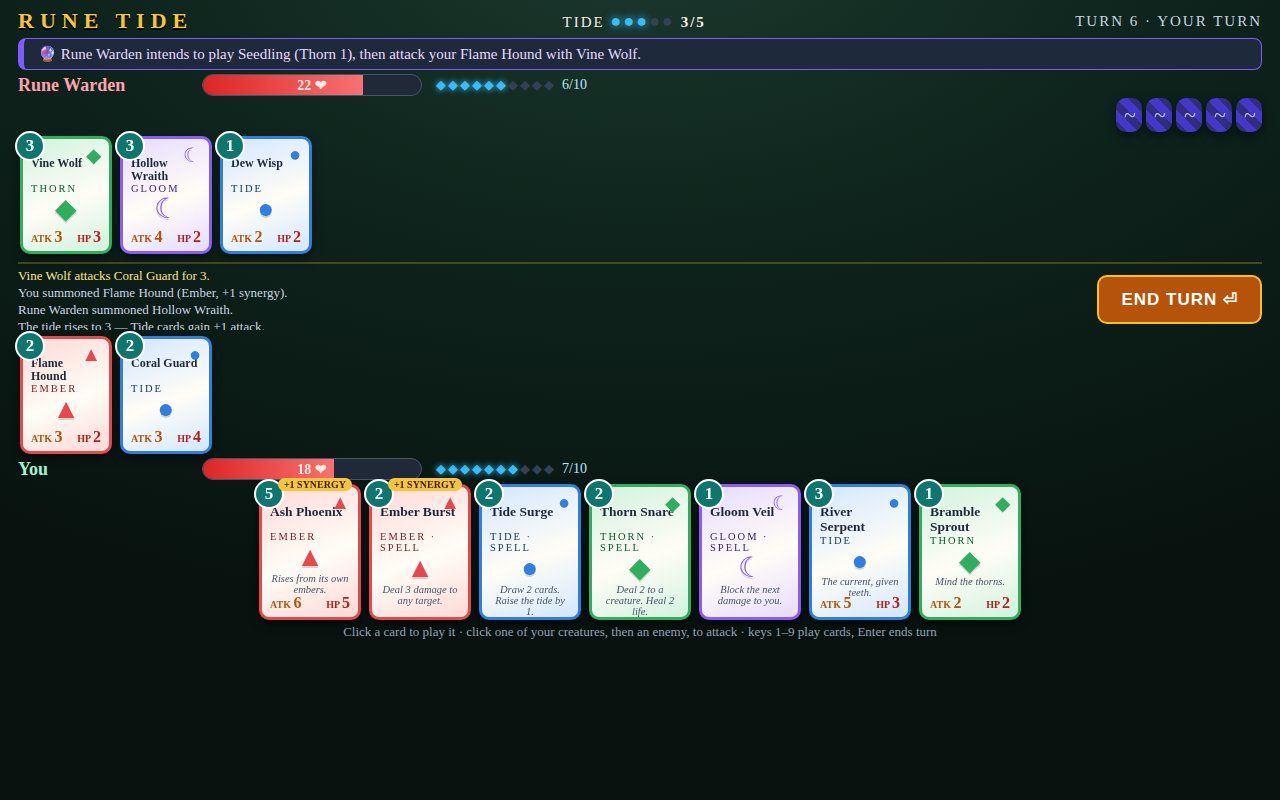 RUNE TIDE
TIDE 3/5
TURN 6 · YOUR TURN
🔮 Rune Warden intends to play Seedling (Thorn 1), then attack your Flame Hound with Vine Wolf.
Rune Warden
22 ❤
6/10
~ ~ ~ ~ ~
3
Vine Wolf
THORN
ATK 3 HP 3
3
Hollow
Wraith
GLOOM
ATK 4 HP 2
1
Dew Wisp
TIDE
ATK 2 HP 2
Vine Wolf attacks Coral Guard for 3.
You summoned Flame Hound (Ember, +1 synergy).
Rune Warden summoned Hollow Wraith.
The tide rises to 3 — Tide cards gain +1 attack.
END TURN ⏎
2
Flame
Hound
EMBER
ATK 3 HP 2
2
Coral Guard
TIDE
ATK 3 HP 4
You
18 ❤
7/10
5
+1 SYNERGY
Ash Phoenix
EMBER
Rises from its own
embers.
ATK 6 HP 5
2
+1 SYNERGY
Ember Burst
EMBER ·
SPELL
Deal 3 damage to
any target.
2
Tide Surge
TIDE ·
SPELL
Draw 2 cards.
Raise the tide by
1.
2
Thorn Snare
THORN ·
SPELL
Deal 2 to a
creature. Heal 2
life.
1
Gloom Veil
GLOOM ·
SPELL
Block the next
damage to you.
3
River
Serpent
TIDE
The current, given
teeth.
ATK 5 HP 3
1
Bramble
Sprout
THORN
Mind the thorns.
ATK 2 HP 2
Click a card to play it · click one of your creatures, then an enemy, to attack · keys 1–9 play cards, Enter ends turn